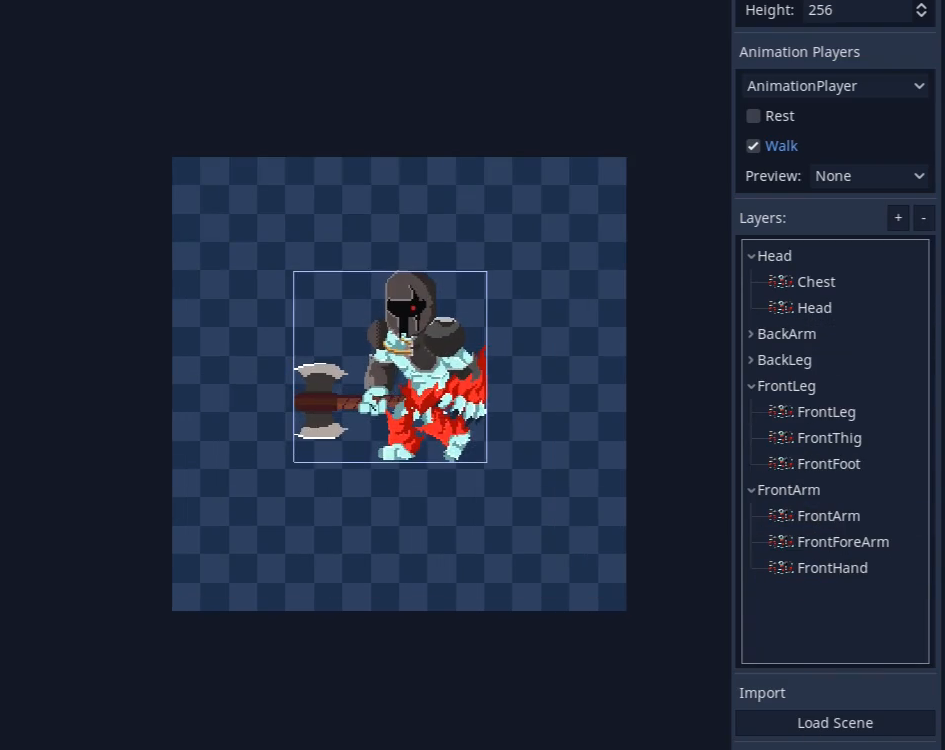 Height: 256
Animation Players
AnimationPlayer
Rest
Walk
Preview: None
Layers: + -
Head
Chest
Head
BackArm
BackLeg
FrontLeg
FrontLeg
FrontThig
FrontFoot
FrontArm
FrontArm
FrontForeArm
FrontHand
Import
Load Scene